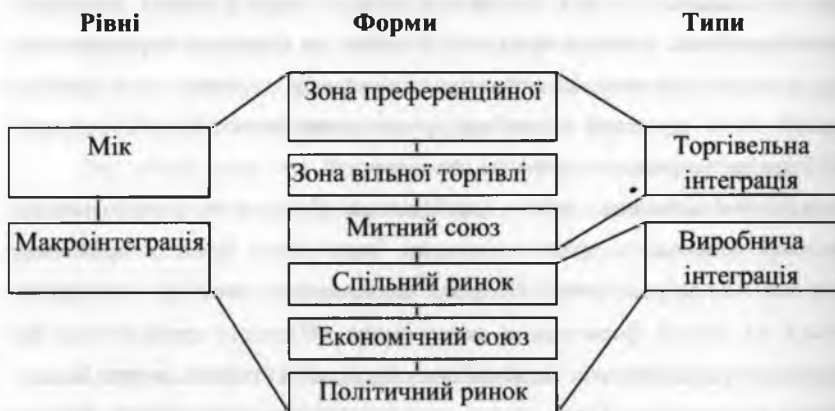 Рівні
Форми
Типи
Зона преференційної
Мік
Зона вільної торгівлі
Торгівельна
інтеграція
Макроінтеграція
Митний союз
Спільний ринок
Виробнича
інтеграція
Економічний союз
Політичний ринок